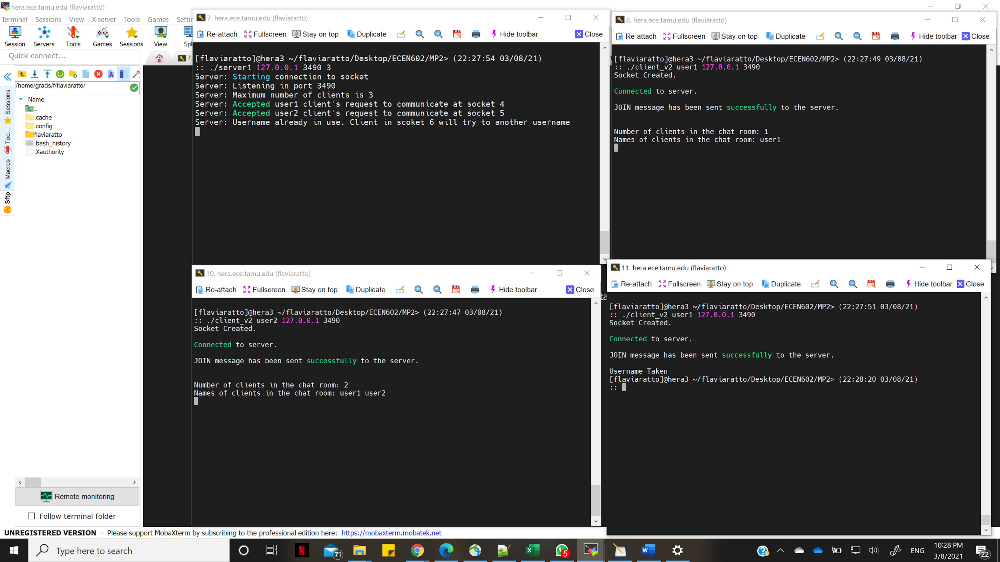 hera.ece.tamu.edu (flaviaratto)
Terminal Sessions View X server Tools Games
Session Servers Tools Games Sessions View
Quick connect...
/home/grads/f/flaviaratto/
Name
..
.cache
.config
flaviaratto
.bash_history
.Xauthority
Sessions
Too...
Macros
Sftp
Remote monitoring
Follow terminal folder
7. hera.ece.tamu.edu (flaviaratto)
Re-attach Fullscreen Stay on top Duplicate Hide toolbar Close
[flaviaratto]@hera3 ~/flaviaratto/Desktop/ECEN602/MP2> (22:27:54 03/08/21)
:: ./server1 127.0.0.1 3490 3
Server: Starting connection to socket
Server: Listening in port 3490
Server: Maximum number of clients is 3
Server: Accepted user1 client's request to communicate at socket 4
Server: Accepted user2 client's request to communicate at socket 5
Server: Username already in use. Client in scoket 6 will try to another username
8. hera.ece.tamu.edu (flaviaratto)
Re-attach Fullscreen Stay on top Duplicate Hide toolbar Close
[flaviaratto]@hera3 ~/flaviaratto/Desktop/ECEN602/MP2> (22:27:49 03/08/21)
:: ./client_v2 user1 127.0.0.1 3490
Socket Created.
Connected to server.
JOIN message has been sent successfully to the server.
Number of clients in the chat room: 1
Names of clients in the chat room: user1
10. hera.ece.tamu.edu (flaviaratto)
Re-attach Fullscreen Stay on top Duplicate Hide toolbar Close
[flaviaratto]@hera3 ~/flaviaratto/Desktop/ECEN602/MP2> (22:27:47 03/08/21)
:: ./client_v2 user2 127.0.0.1 3490
Socket Created.
Connected to server.
JOIN message has been sent successfully to the server.
Number of clients in the chat room: 2
Names of clients in the chat room: user1 user2
11. hera.ece.tamu.edu (flaviaratto)
Re-attach Fullscreen Stay on top Duplicate Hide toolbar Close
[flaviaratto]@hera3 ~/flaviaratto/Desktop/ECEN602/MP2> (22:27:51 03/08/21)
:: ./client_v2 user1 127.0.0.1 3490
Socket Created.
Connected to server.
JOIN message has been sent successfully to the server.
Username Taken
[flaviaratto]@hera3 ~/flaviaratto/Desktop/ECEN602/MP2> (22:28:20 03/08/21)
::
UNREGISTERED VERSION - Please support MobaXterm by subscribing to the professional edition here: https://mobaxterm.mobatek.net
Type here to search
71
5
ENG
10:28 PM
3/8/2021
22